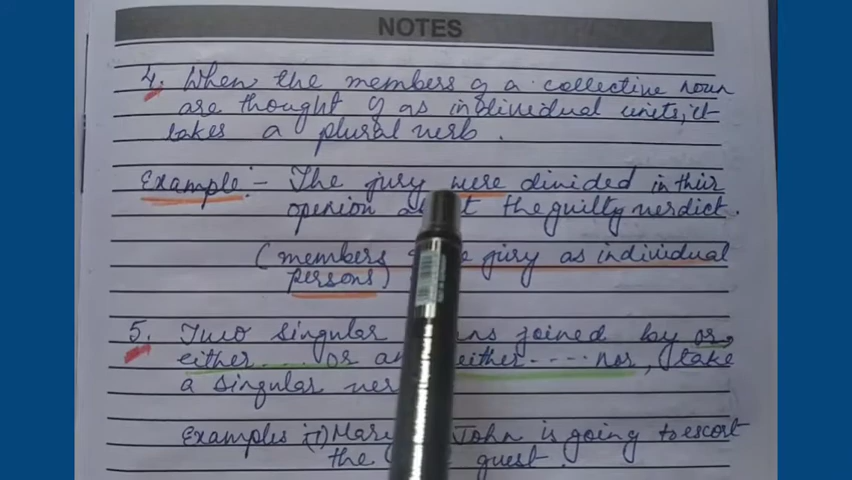 NOTES
4. When the members of a collective noun
are thought of as individual units, it
takes a plural verb.
Example:- The jury were divided in their
openion the guilty verdict.
(members jury as individual
persons)
5. Two singular joined by or,
either .... or .... nor, take
a singular
Examples :- (i) Mary John is going to escort
the guest.